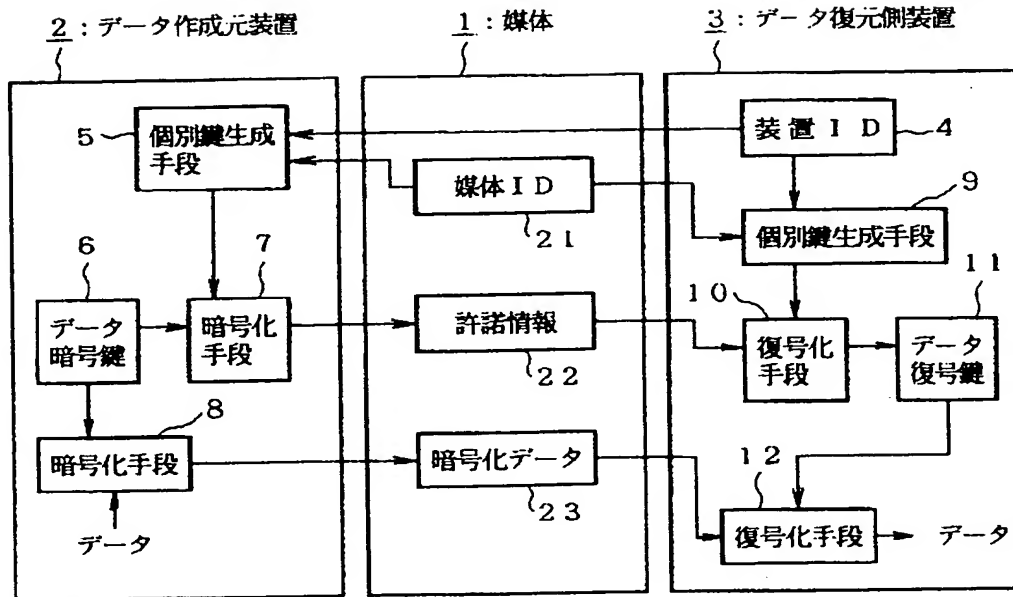 2：データ作成元装置
1：媒体
3：データ復元側装置
5
個別鍵生成
手段
装置ＩＤ
4
媒体ＩＤ
21
9
個別鍵生成手段
6
データ
暗号鍵
7
暗号化
手段
許諾情報
22
10
復号化
手段
11
データ
復号鍵
8
暗号化手段
データ
暗号化データ
23
12
復号化手段
データ